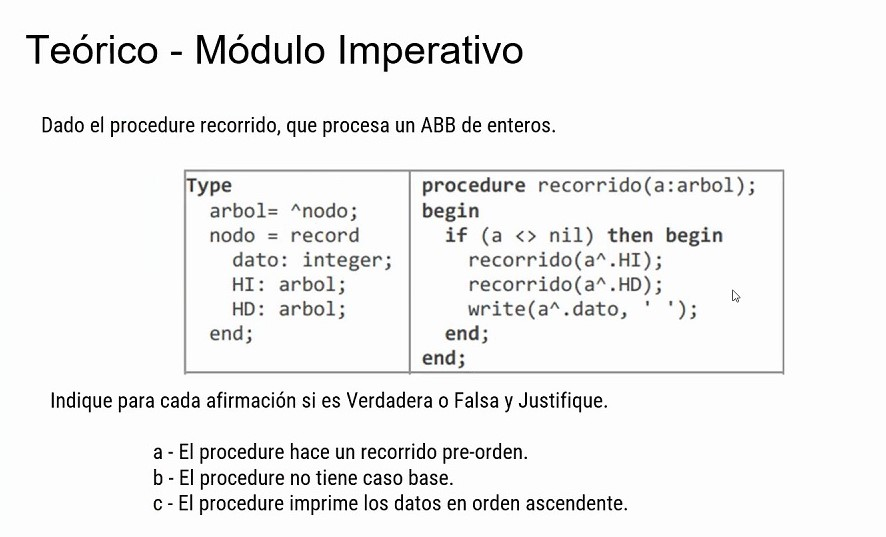 Teórico - Módulo Imperativo
Dado el procedure recorrido, que procesa un ABB de enteros.
Type
arbol= ^nodo;
nodo = record
dato: integer;
HI: arbol;
HD: arbol;
end;
procedure recorrido(a:arbol);
begin
if (a <> nil) then begin
recorrido(a^.HI);
recorrido(a^.HD);
write(a^.dato, ' ');
end;
end;
Indique para cada afirmación si es Verdadera o Falsa y Justifique.
a - El procedure hace un recorrido pre-orden.
b - El procedure no tiene caso base.
c - El procedure imprime los datos en orden ascendente.